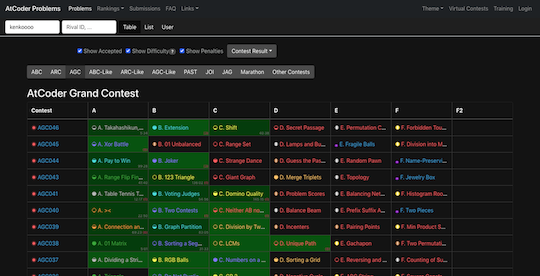 AtCoder Problems Problems Rankings Submissions FAQ Links Theme Virtual Contests Training Login
kenkoooo Rival ID, ... Table List User
Show Accepted Show Difficulty Show Penalties Contest Result
ABC ARC AGC ABC-Like ARC-Like AGC-Like PAST JOI JAG Marathon Other Contests
AtCoder Grand Contest
Contest A B C D E F F2
AGC046 A. Takahashikun,... B. Extension C. Shift D. Secret Passage E. Permutation C... F. Forbidden Tou...
AGC045 A. Xor Battle B. 01 Unbalanced C. Range Set D. Lamps and Bu... E. Fragile Balls F. Division into M...
AGC044 A. Pay to Win B. Joker C. Strange Dance D. Guess the Pas... E. Random Pawn F. Name-Preserv...
AGC043 A. Range Flip Fin... B. 123 Triangle C. Giant Graph D. Merge Triplets E. Topology F. Jewelry Box
AGC041 A. Table Tennis T... B. Voting Judges C. Domino Quality D. Problem Scores E. Balancing Net... F. Histogram Roo...
AGC040 A. >< B. Two Contests C. Neither AB no... D. Balance Beam E. Prefix Suffix A... F. Two Pieces
AGC039 A. Connection an... B. Graph Partition C. Division by Tw... D. Incenters E. Pairing Points F. Min Product S...
AGC038 A. 01 Matrix B. Sorting a Seg... C. LCMs D. Unique Path E. Gachapon F. Two Permutati...
AGC037 A. Dividing a Stri... B. RGB Balls C. Numbers on a ... D. Sorting a Grid E. Reversing and ... F. Counting of Su...